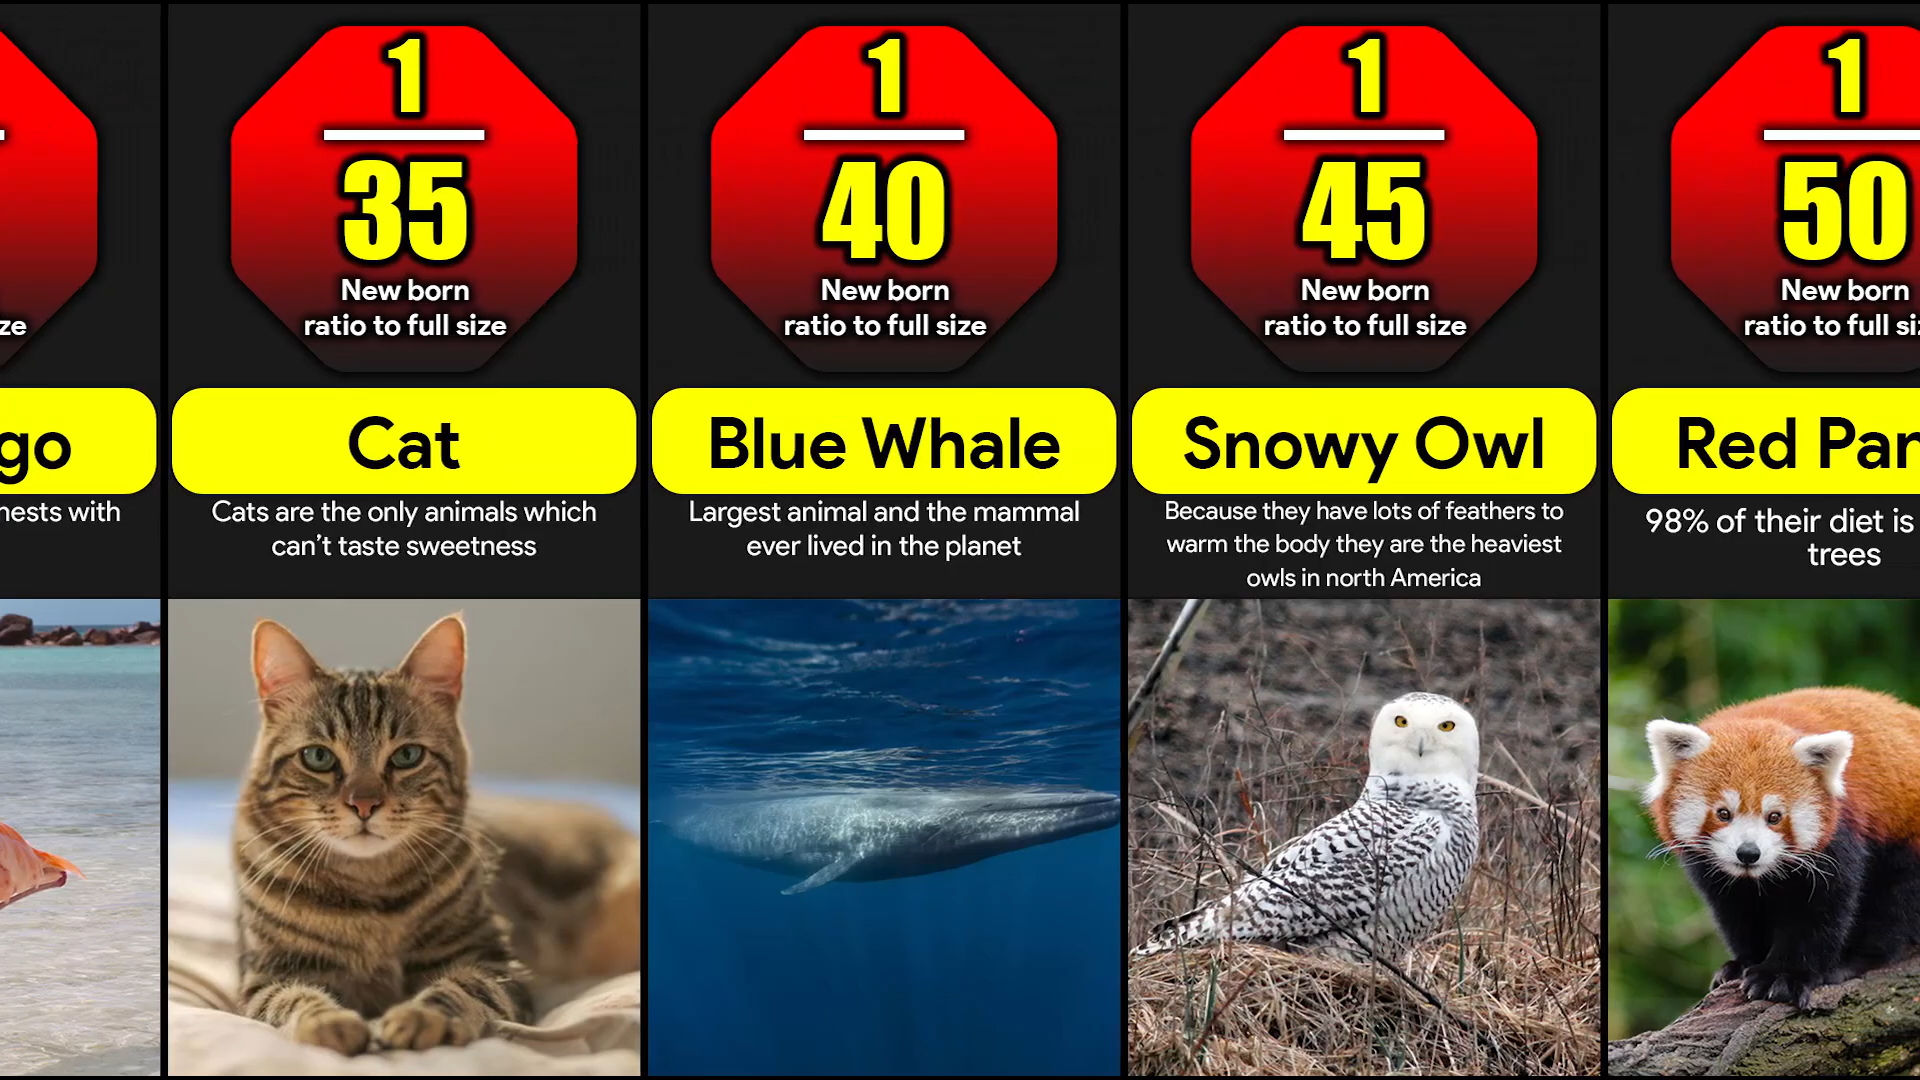 ze
go
nests with
1
35
New born
ratio to full size
Cat
Cats are the only animals which
can't taste sweetness
1
40
New born
ratio to full size
Blue Whale
Largest animal and the mammal
ever lived in the planet
1
45
New born
ratio to full size
Snowy Owl
Because they have lots of feathers to
warm the body they are the heaviest
owls in north America
1
50
New born
ratio to full si
Red Pan
98% of their diet is
trees